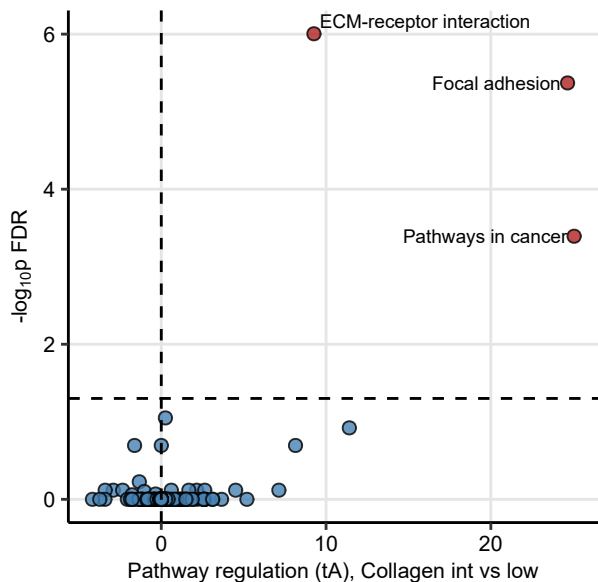 6
ECM-receptor interaction
Focal adhesion
4
Pathways in cancer
-log₁₀p FDR
2
0
0
10
20
Pathway regulation (tA), Collagen int vs low